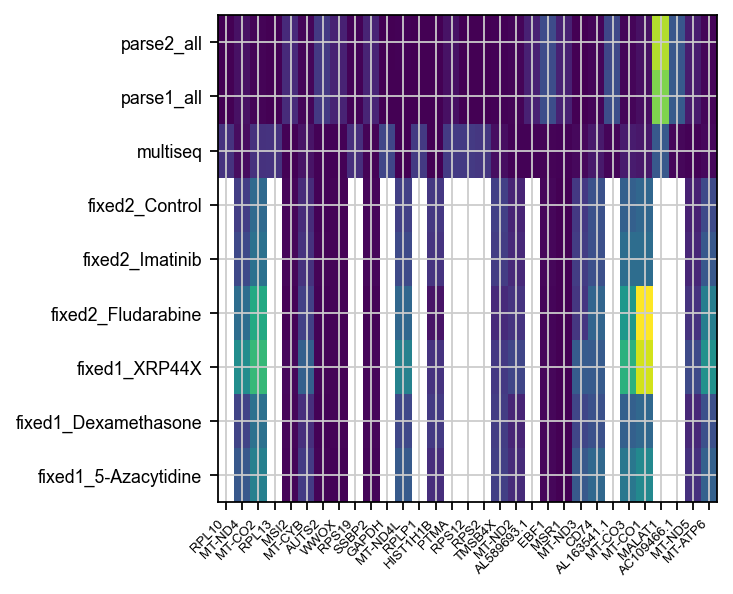 parse2_all
parse1_all
multiseq
fixed2_Control
fixed2_Imatinib
fixed2_Fludarabine
fixed1_XRP44X
fixed1_Dexamethasone
fixed1_5-Azacytidine
RPL10
MT-ND4
MT-CO2
RPL13
MSI2
MT-CYB
AUTS2
WWOX
RPS19
SSBP2
GAPDH
MT-ND4L
RPLP1
HIST1H1B
PTMA
RPS12
RPS2
TMSB4X
MT-ND2
AL589693.1
EBF1
MSR1
MT-ND3
CD74
AL163541.1
MT-CO3
MT-CO1
MALAT1
AC109466.1
MT-ND5
MT-ATP6